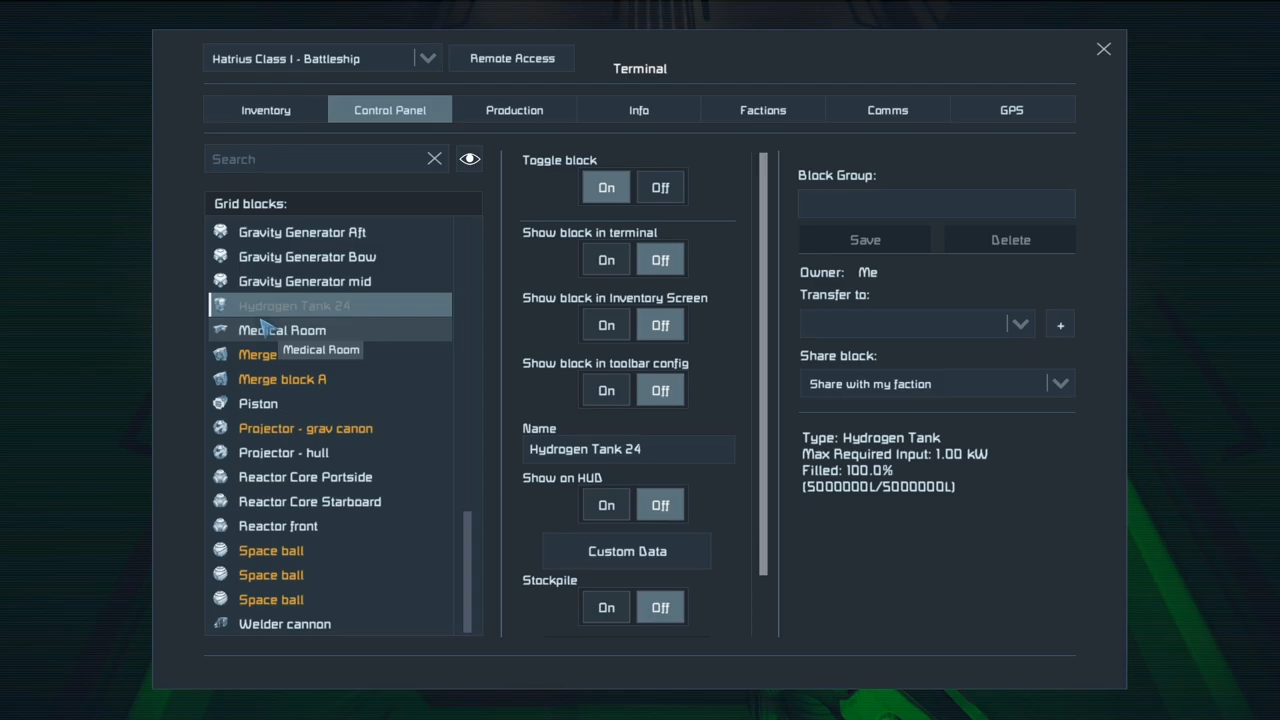 Hatrius Class I - Battleship
Remote Access
Terminal
Inventory
Control Panel
Production
Info
Factions
Comms
GPS
Search
Grid blocks:
Gravity Generator Aft
Gravity Generator Bow
Gravity Generator mid
Hydrogen Tank 24
Medical Room
Medical Room
Merge
Merge block A
Piston
Projector - grav canon
Projector - hull
Reactor Core Portside
Reactor Core Starboard
Reactor front
Space ball
Space ball
Space ball
Welder cannon
Toggle block
On Off
Show block in terminal
On Off
Show block in Inventory Screen
On Off
Show block in toolbar config
On Off
Name
Hydrogen Tank 24
Show on HUD
On Off
Custom Data
Stockpile
On Off
Block Group:
Save
Delete
Owner: Me
Transfer to:
+
Share block:
Share with my faction
Type: Hydrogen Tank
Max Required Input: 1.00 kW
Filled: 100.0%
(5000000L/5000000L)